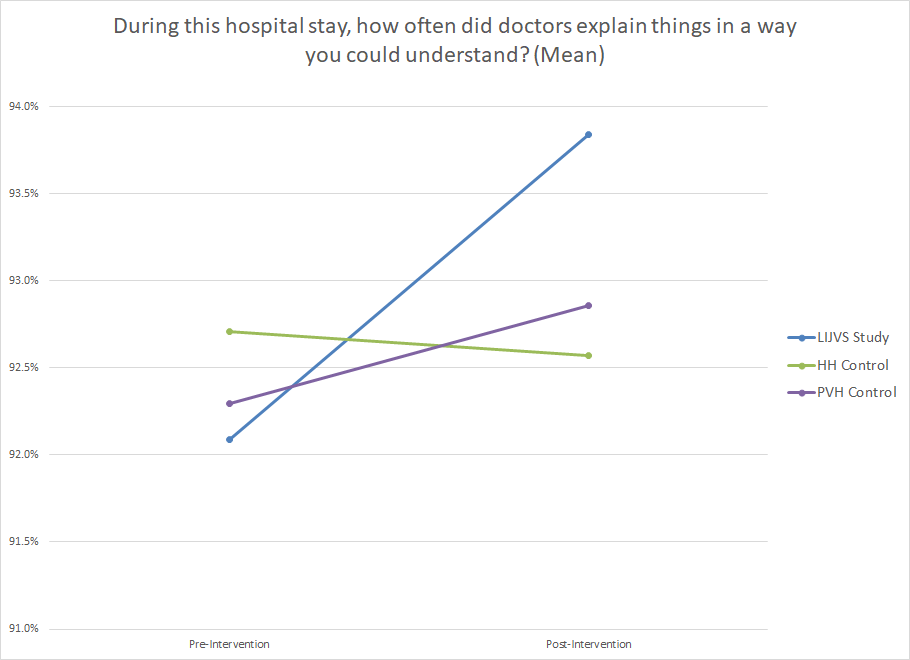 During this hospital stay, how often did doctors explain things in a way
you could understand? (Mean)
94.0%
93.5%
93.0%
92.5%
92.0%
91.5%
91.0%
Pre-Intervention
Post-Intervention
LIJVS Study
HH Control
PVH Control